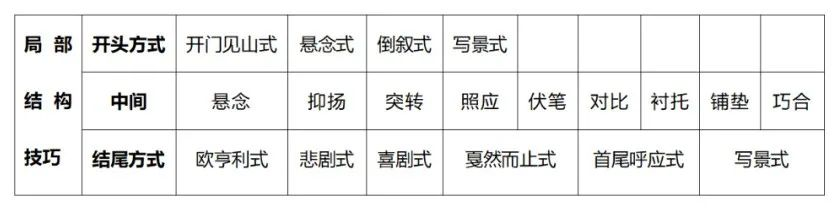 局部 开头方式 开门见山式 悬念式 倒叙式 写景式
结构 中间 悬念 抑扬 突转 照应 伏笔 对比 衬托 铺垫 巧合
技巧 结尾方式 欧亨利式 悲剧式 喜剧式 戛然而止式 首尾呼应式 写景式